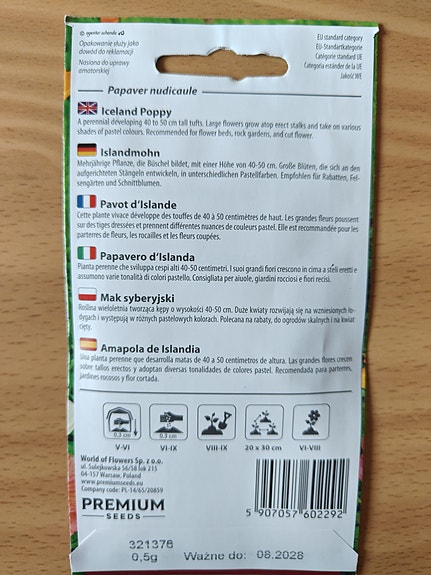 © agentur schende v2
Opakowanie służy jako
dowód do reklamacji
Nasiona do uprawy
amatorskiej
EU standard category
EU-Standartkategorie
Catégorie standard UE
Categoría estánder de la UE
Jakość WE
Papaver nudicaule
Iceland Poppy
A perennial developing 40 to 50 cm tall tufts. Large flowers grow atop erect stalks and take on various
shades of pastel colours. Recommended for flower beds, rock gardens, and cut flower.
Islandmohn
Mehrjährige Pflanze, die Büschel bildet, mit einer Höhe von 40-50 cm. Große Blüten, die sich an den
aufgerichteten Stängeln entwickeln, in unterschiedlichen Pastellfarben. Empfohlen für Rabatten, Fel-
sengärten und Schnittblumen.
Pavot d'Islande
Cette plante vivace développe des touffes de 40 à 50 centimètres de haut. Les grandes fleurs poussent
sur des tiges dressées et prennent différentes nuances de couleurs pastel. Elle est recommandée pour les
parterres de fleurs, les rocailles et les fleurs coupées.
Papavero d'Islanda
Pianta perenne che sviluppa cespi alti 40-50 centimetri. I suoi grandi fiori crescono in cima a steli eretti e
assumono varie tonalità di colori pastello. Consigliata per aiuole, giardini rocciosi e fiori recisi.
Mak syberyjski
Roślina wieloletnia tworząca kępy o wysokości 40-50 cm. Duże kwiaty rozwijają się na wzniesionych ło-
dygach i występują w różnych pastelowych kolorach. Polecana na rabaty, do ogrodów skalnych i na kwiat
cięty.
Amapola de Islandia
Una planta perenne que desarrolla matas de 40 a 50 centímetros de altura. Las grandes flores crecen
sobre tallos erectos y adoptan diversas tonalidades de colores pastel. Recomendada para parterres,
jardines rocosos y flor cortada.
0,3 cm
0,3 cm
V-VI
VI-IX
VIII-IX
20 x 30 cm
VI-VIII
World of Flowers Sp. z o.o.
ul. Sulejkowska 56/58 lok 215
04-157 Warsaw, Poland
www.premiumseeds.eu
Company code: PL-14/65/20859
PREMIUM
SEEDS
5 907057 602292
321376
0,5g
Ważne do: 08.2028